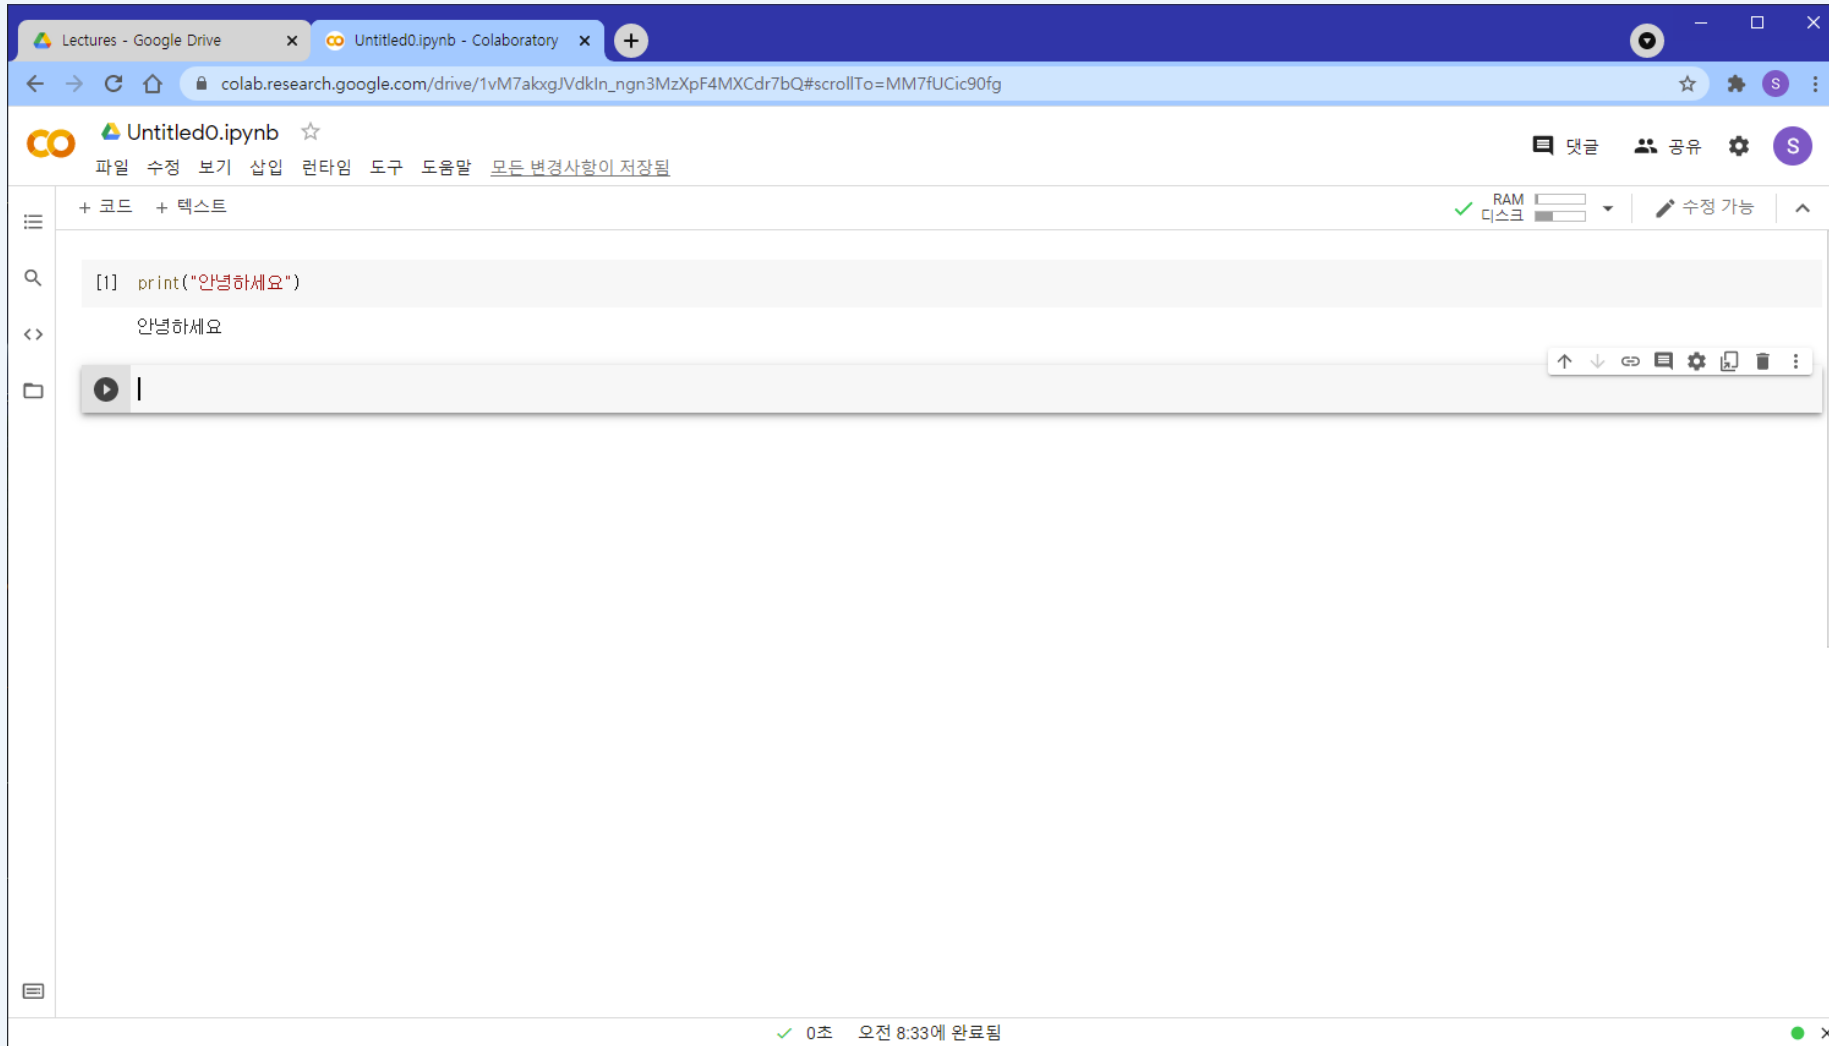 Lectures - Google Drive
Untitled0.ipynb - Colaboratory
colab.research.google.com/drive/1vM7akxgJVdkIn_ngn3MzXpF4MXCdr7bQ#scrollTo=MM7fUCic90fg
S
CO Untitled0.ipynb
댓글 공유 S
파일 수정 보기 삽입 런타임 도구 도움말 모든 변경사항이 저장됨
+ 코드 + 텍스트
RAM
디스크
수정 가능
[1] print("안녕하세요")
안녕하세요
0초 오전 8:33에 완료됨